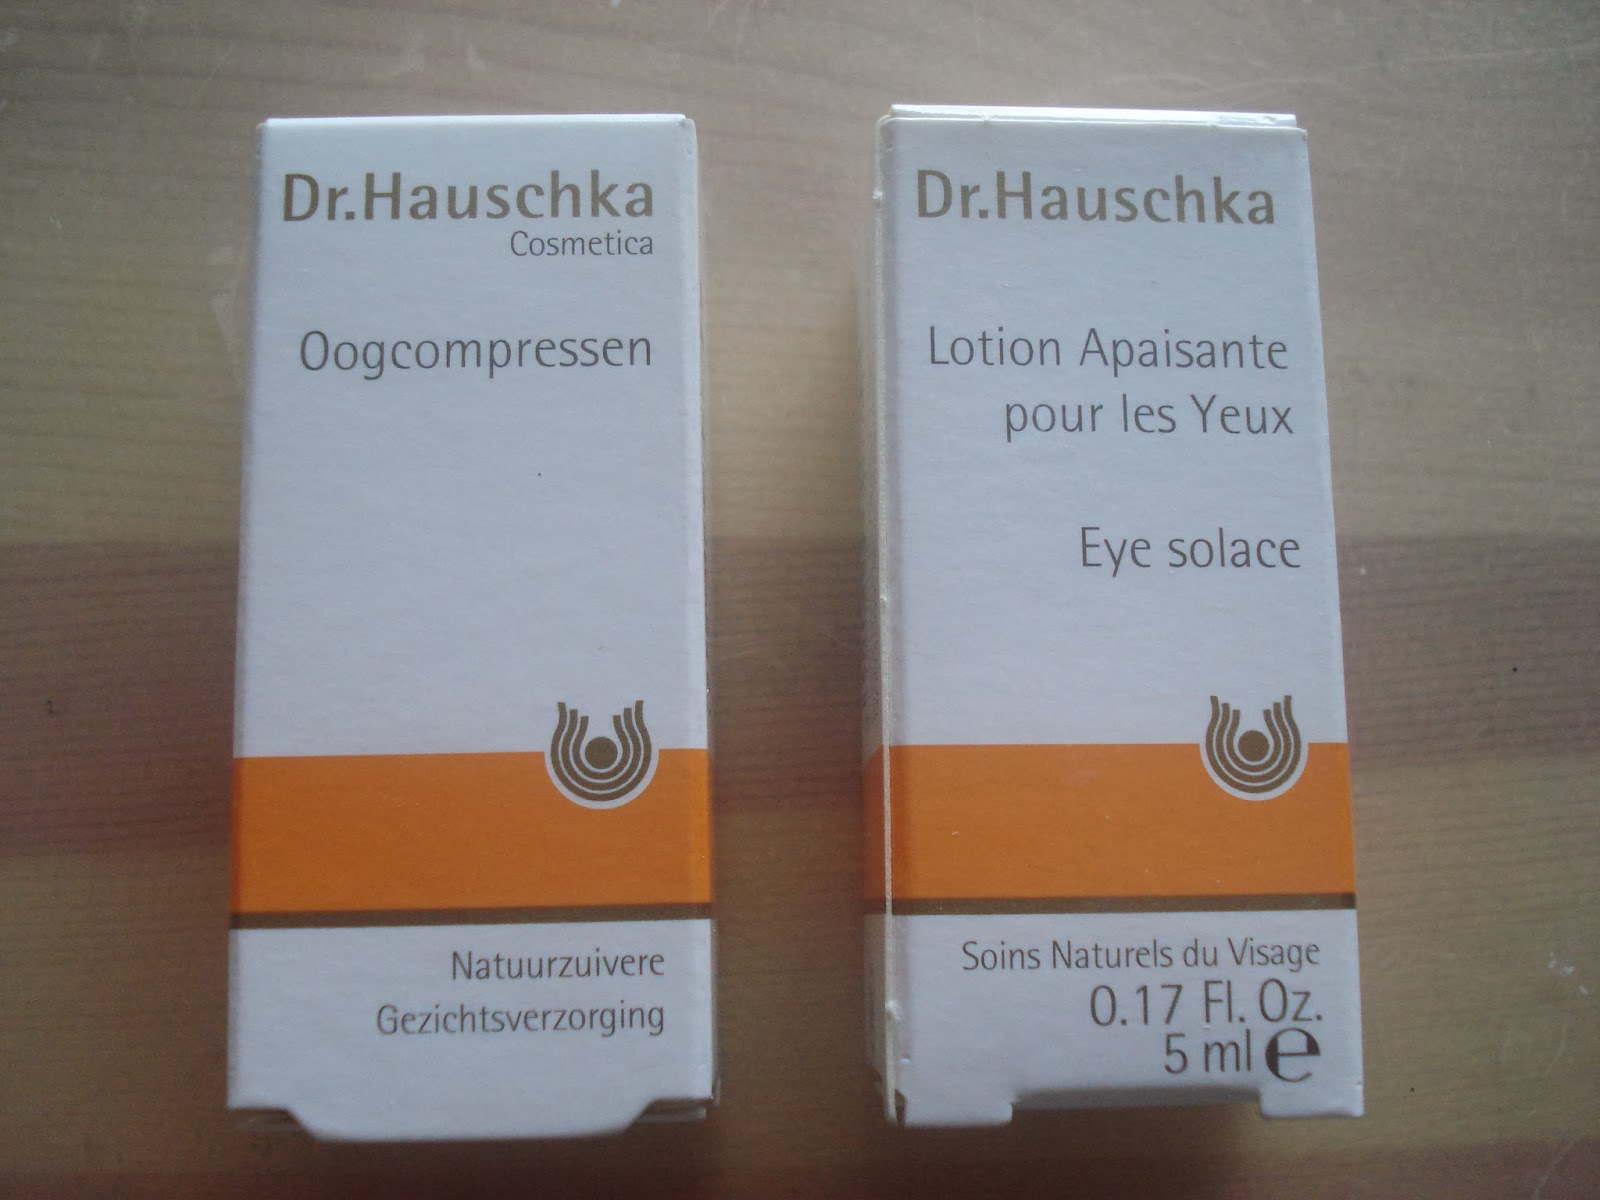 Dr.Hauschka
Cosmetica
Oogcompressen
Natuurzuivere
Gezichtsverzorging
Dr.Hauschka
Lotion Apaisante
pour les Yeux
Eye solace
Soins Naturels du Visage
0.17 Fl. Oz.
5 ml ℮